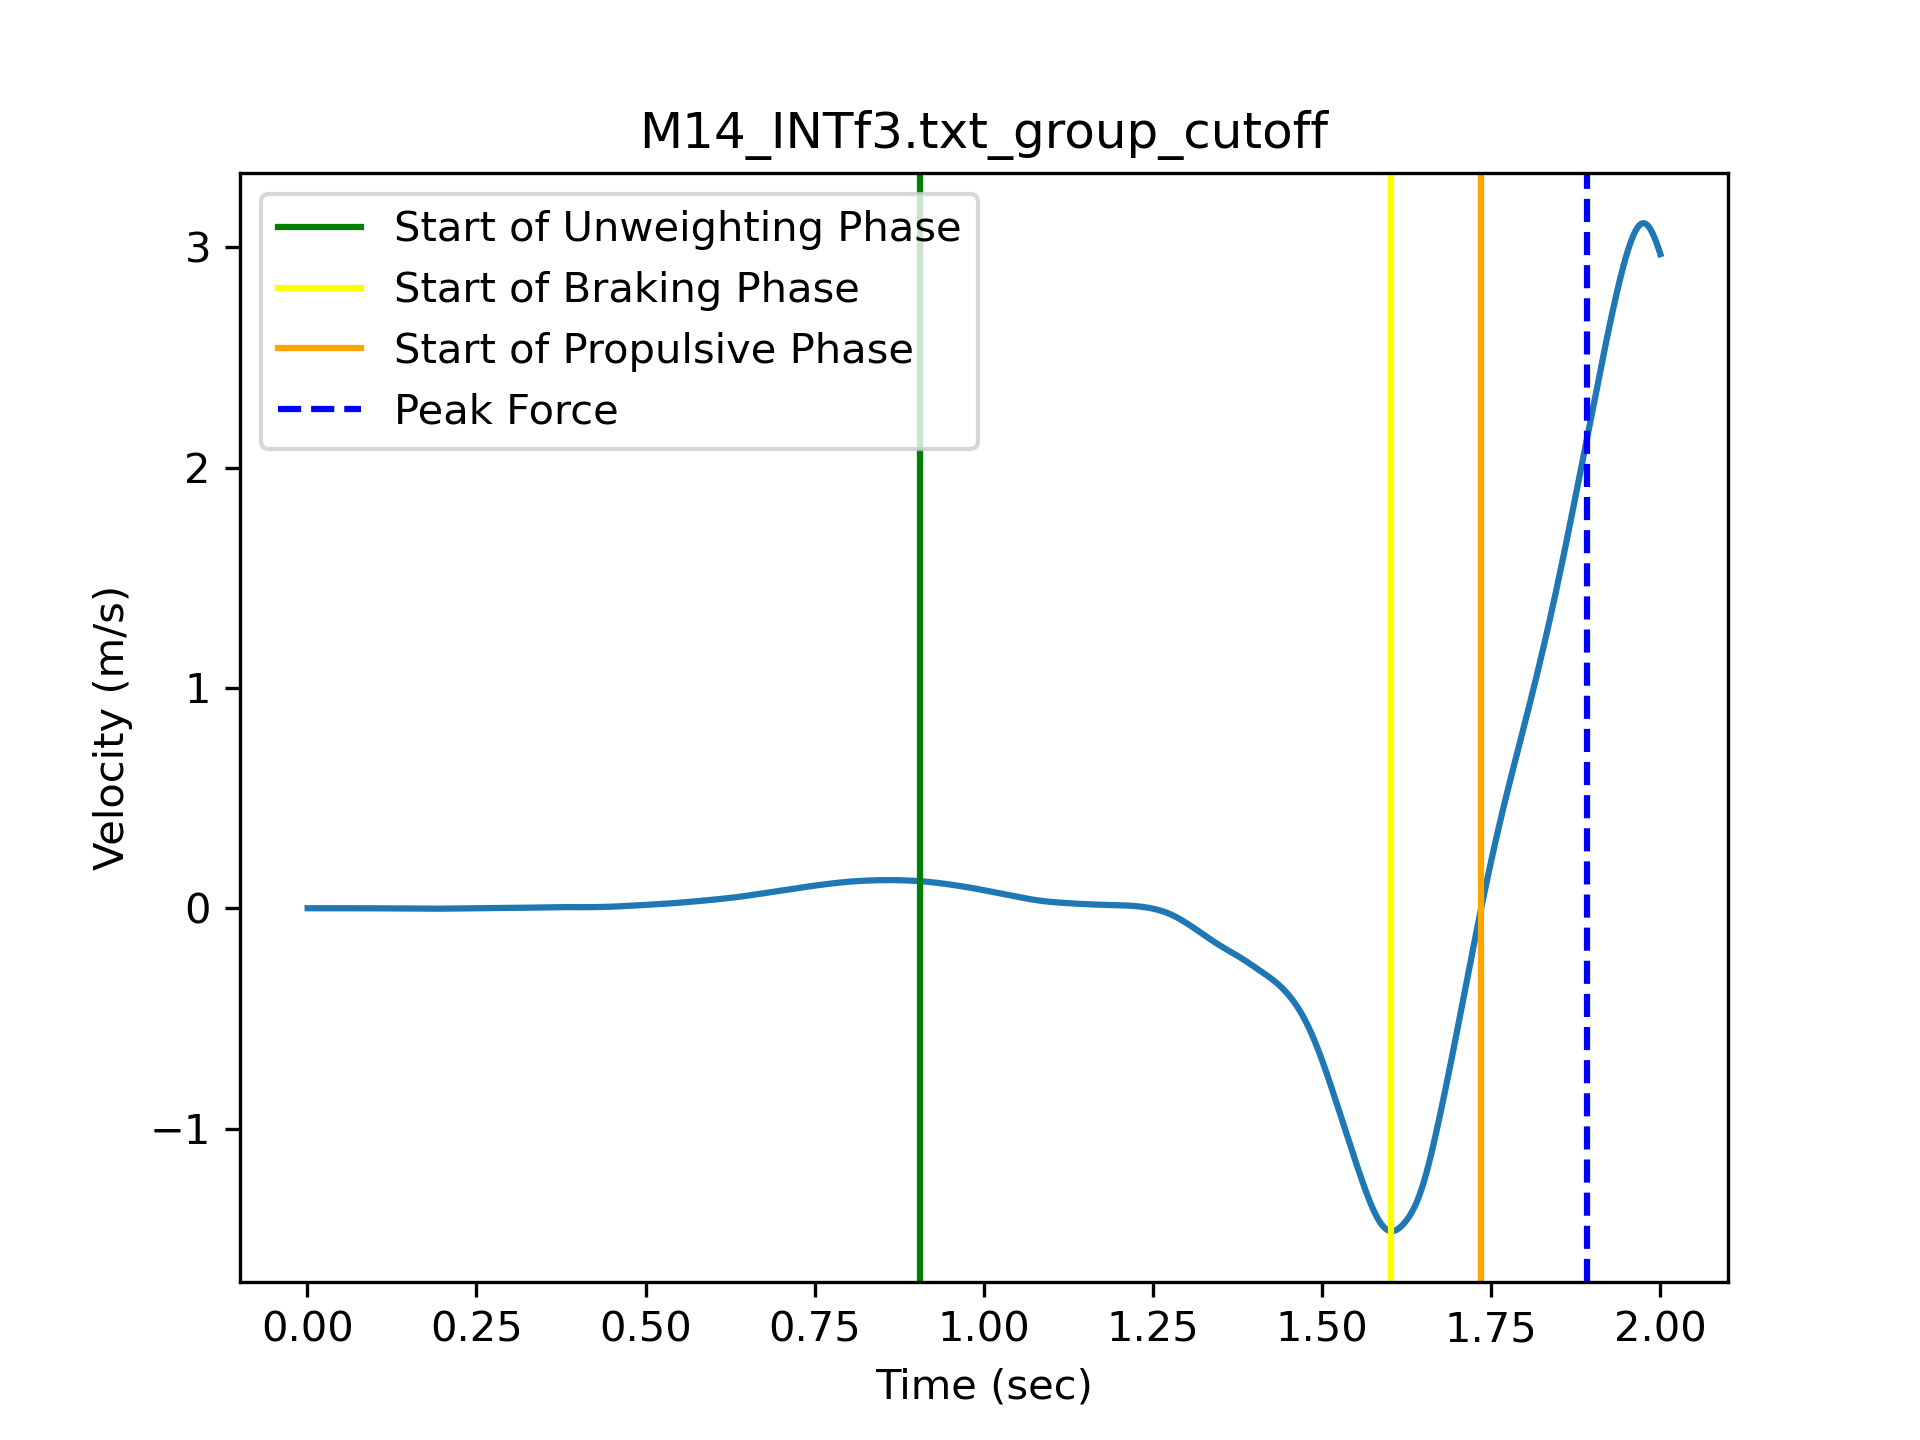 M14_INTf3.txt_group_cutoff
Start of Unweighting Phase
Start of Braking Phase
Start of Propulsive Phase
Peak Force
3
2
1
0
−1
Velocity (m/s)
0.00 0.25 0.50 0.75 1.00 1.25 1.50 1.75 2.00
Time (sec)